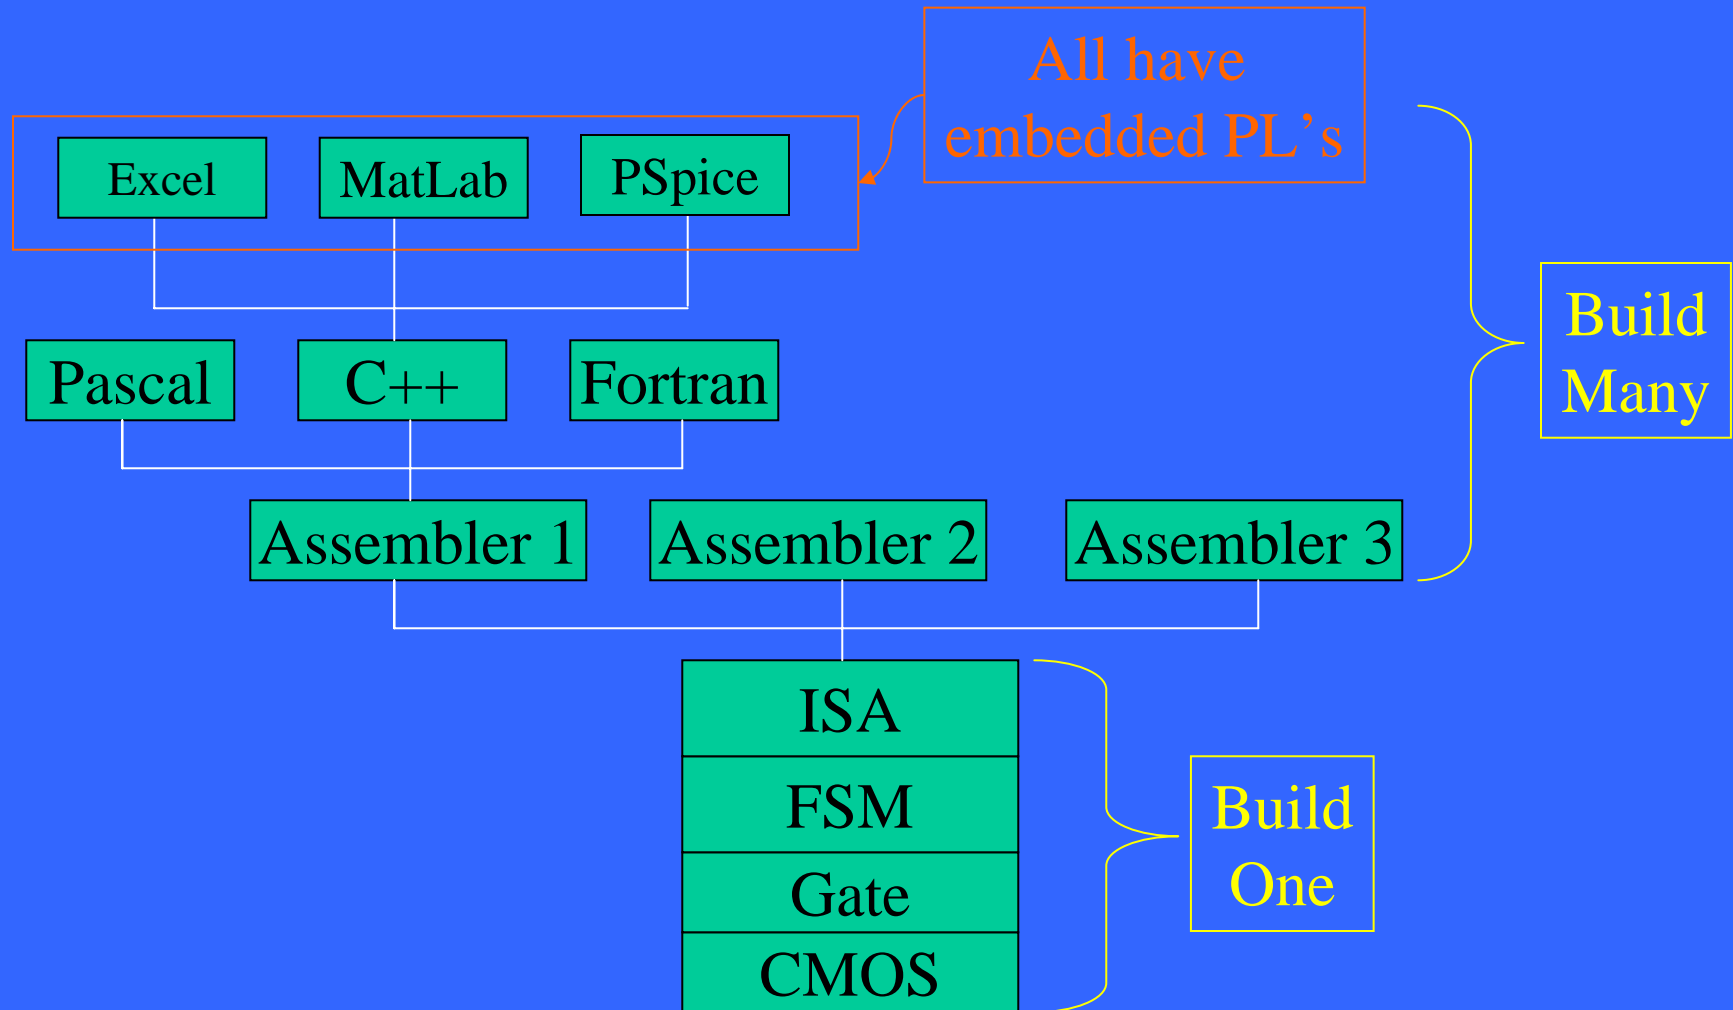 All have
embedded PL's
Excel
MatLab
PSpice
Build
Many
Pascal
C++
Fortran
Assembler 1
Assembler 2
Assembler 3
ISA
FSM
Gate
CMOS
Build
One